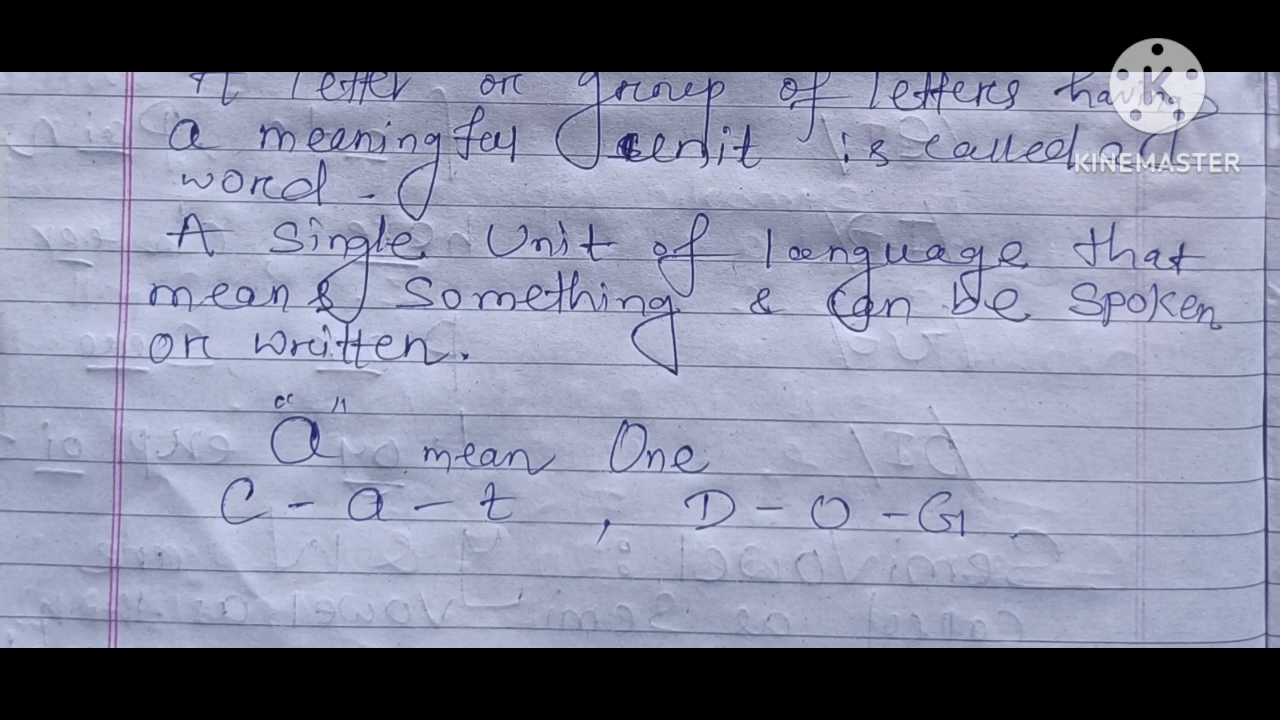 A letter or group of letters having
a meaningful unit is called a
word.
A single Unit of language that
means something & can be spoken
or written.
"a" mean One
C - a - t , D - O - G
KINEMASTER